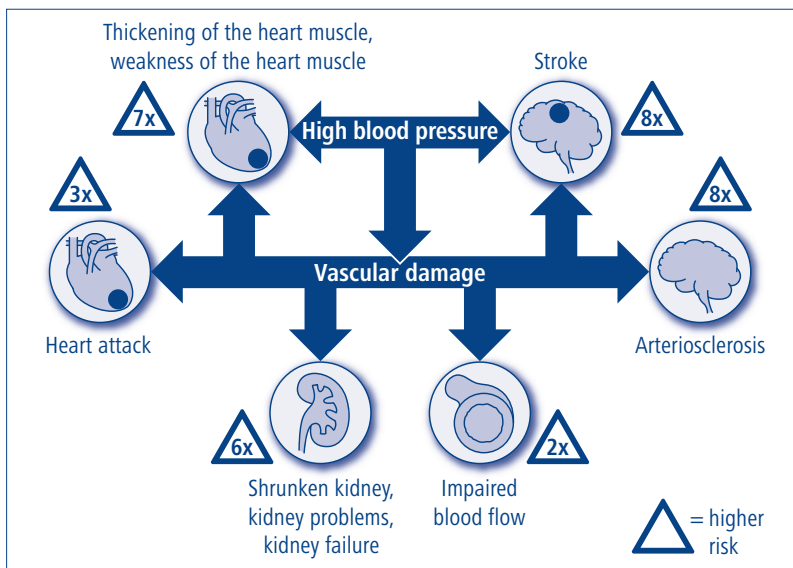 Thickening of the heart muscle,
weakness of the heart muscle
Stroke
7x
High blood pressure
8x
3x
8x
Vascular damage
Heart attack
Arteriosclerosis
6x
2x
Shrunken kidney,
kidney problems,
kidney failure
Impaired
blood flow
= higher
risk